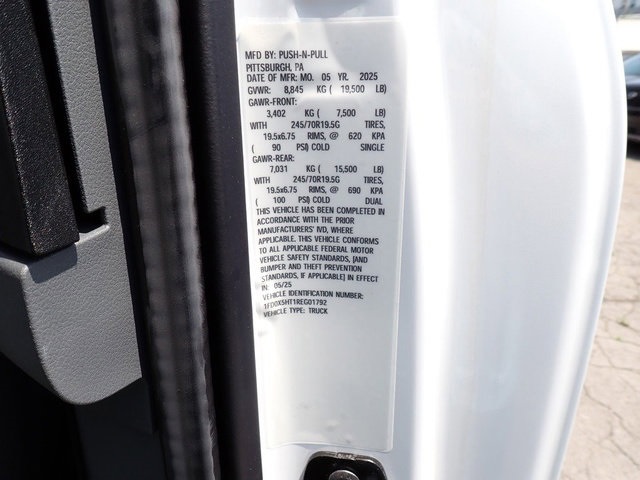 MFD BY: PUSH-N-PULL
PITTSBURGH, PA
DATE OF MFR: MO. 05 YR. 2025
GVWR: 8,845 KG ( 19,500 LB)
GAWR-FRONT:
3,402 KG ( 7,500 LB)
WITH 245/70R19.5G TIRES,
19.5x6.75 RIMS, @ 620 KPA
( 90 PSI) COLD SINGLE
GAWR-REAR:
7,031 KG ( 15,500 LB)
WITH 245/70R19.5G TIRES,
19.5x6.75 RIMS, @ 690 KPA
( 100 PSI) COLD DUAL
THIS VEHICLE HAS BEEN COMPLETED IN
ACCORDANCE WITH THE PRIOR
MANUFACTURERS' IVD, WHERE
APPLICABLE. THIS VEHICLE CONFORMS
TO ALL APPLICABLE FEDERAL MOTOR
VEHICLE SAFETY STANDARDS, [AND
BUMPER AND THEFT PREVENTION
STANDARDS, IF APPLICABLE] IN EFFECT
IN: 05/25
VEHICLE IDENTIFICATION NUMBER:
1FD0X5HT1REG01792
VEHICLE TYPE: TRUCK